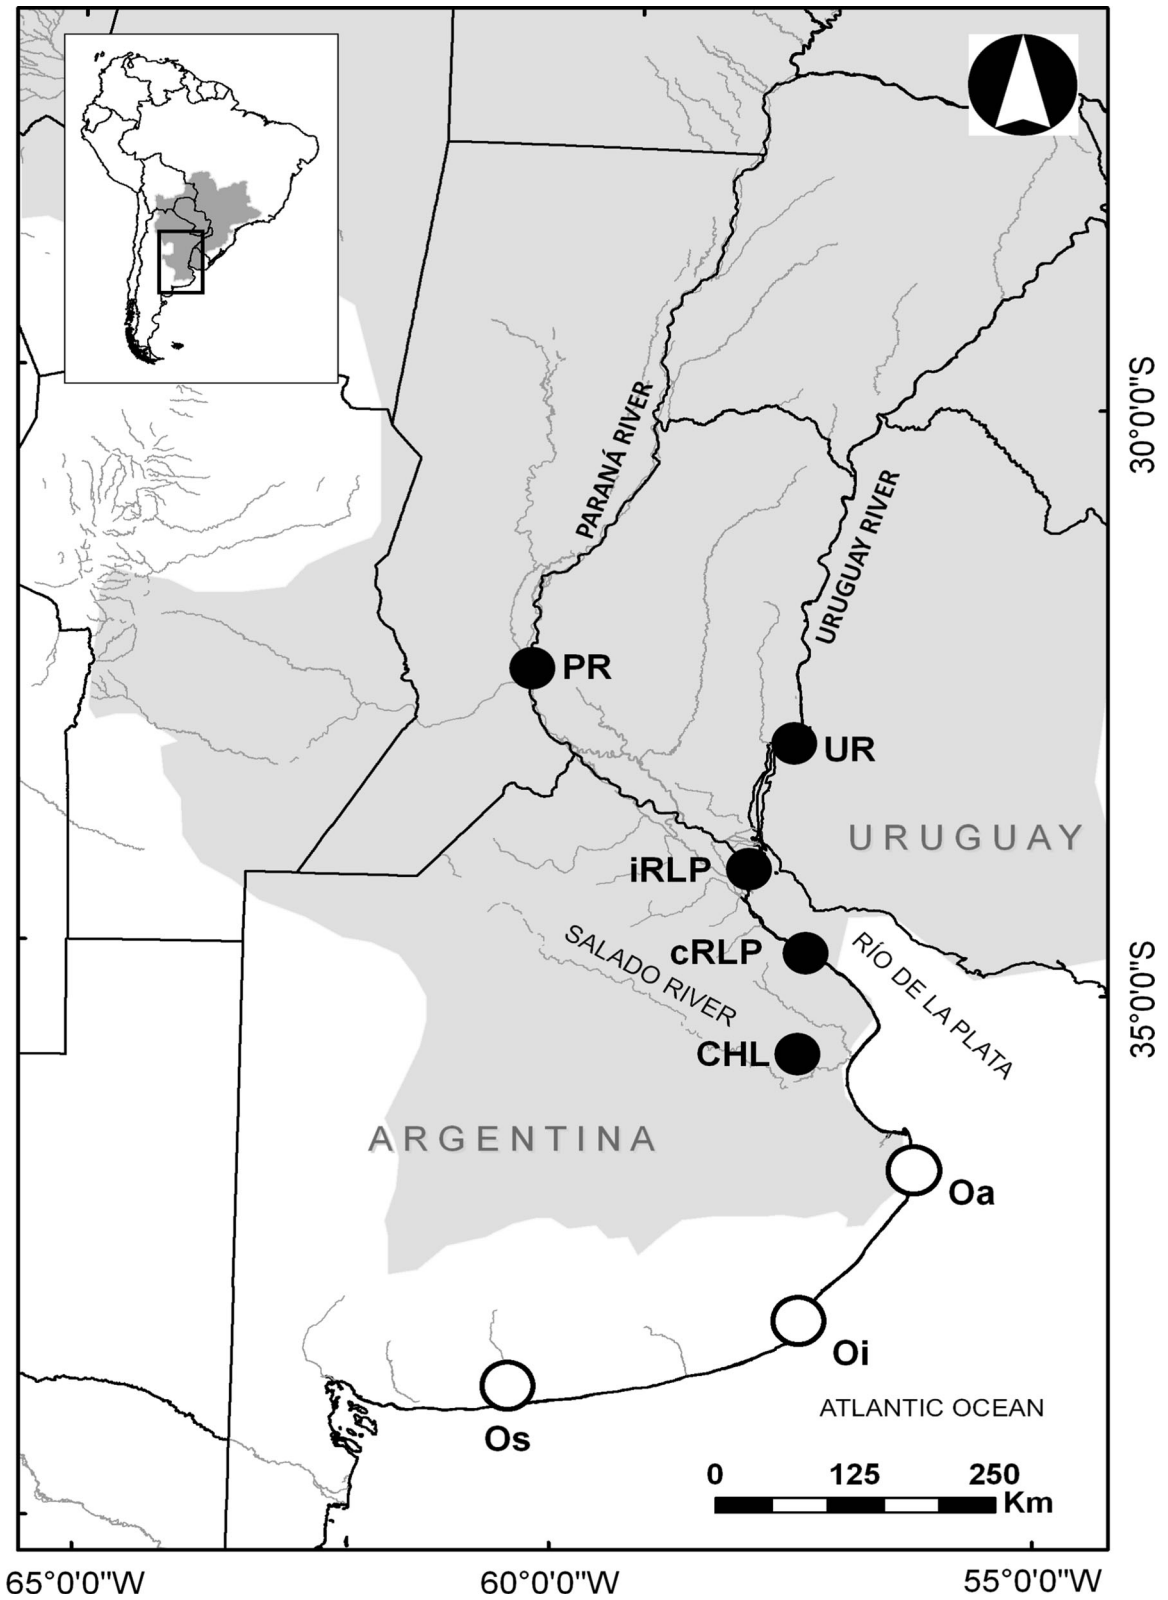 PARANÁ RIVER
30°0'0"S
URUGUAY RIVER
PR
UR
URUGUAY
iRLP
SALADO RIVER
cRLP
RÍO DE LA PLATA
35°0'0"S
CHL
ARGENTINA
Oa
Oi
ATLANTIC OCEAN
Os
0 125 250
Km
65°0'0"W 60°0'0"W 55°0'0"W